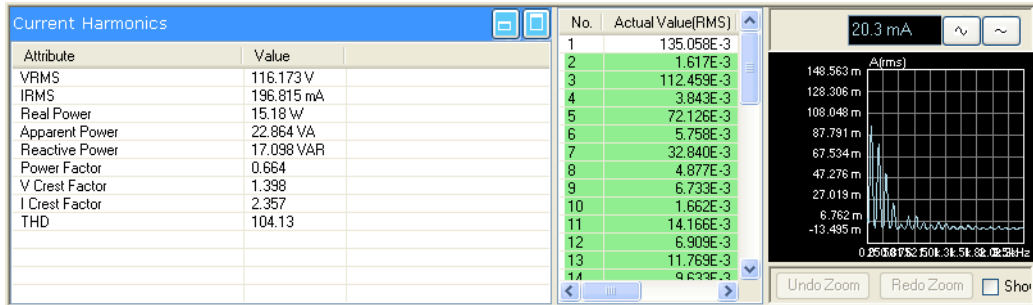 Current Harmonics
Attribute Value
VRMS 116.173 V
IRMS 196.815 mA
Real Power 15.18 W
Apparent Power 22.864 VA
Reactive Power 17.098 VAR
Power Factor 0.664
V Crest Factor 1.398
I Crest Factor 2.357
THD 104.13
No. Actual Value(RMS)
1 135.058E-3
2 1.617E-3
3 112.459E-3
4 3.843E-3
5 72.126E-3
6 5.758E-3
7 32.840E-3
8 4.877E-3
9 6.733E-3
10 1.662E-3
11 14.166E-3
12 6.909E-3
13 11.769E-3
14 9.633E-3
20.3 mA
A(rms)
148.563 m
128.306 m
108.048 m
87.791 m
67.534 m
47.276 m
27.019 m
6.762 m
-13.495 m
Undo Zoom Redo Zoom